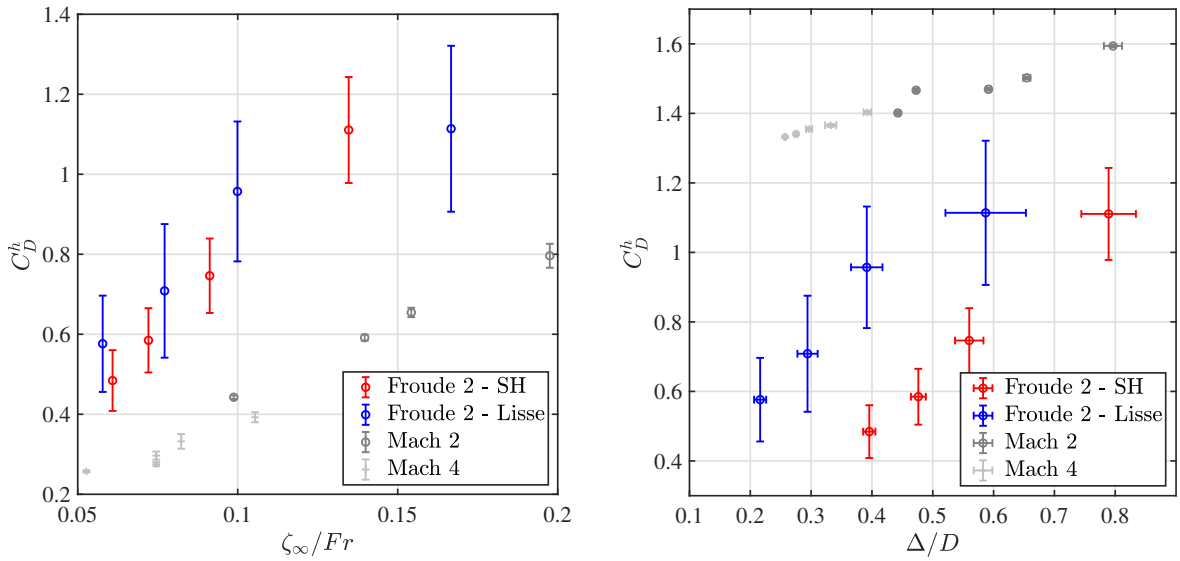 1.4
1.2
1
0.8
0.6
0.4
0.2
C_D^h
0.05
0.1
0.15
0.2
ζ∞/Fr
Froude 2 - SH
Froude 2 - Lisse
Mach 2
Mach 4
1.6
1.4
1.2
1
0.8
0.6
0.4
C_D^h
0.1
0.2
0.3
0.4
0.5
0.6
0.7
0.8
Δ/D
Froude 2 - SH
Froude 2 - Lisse
Mach 2
Mach 4